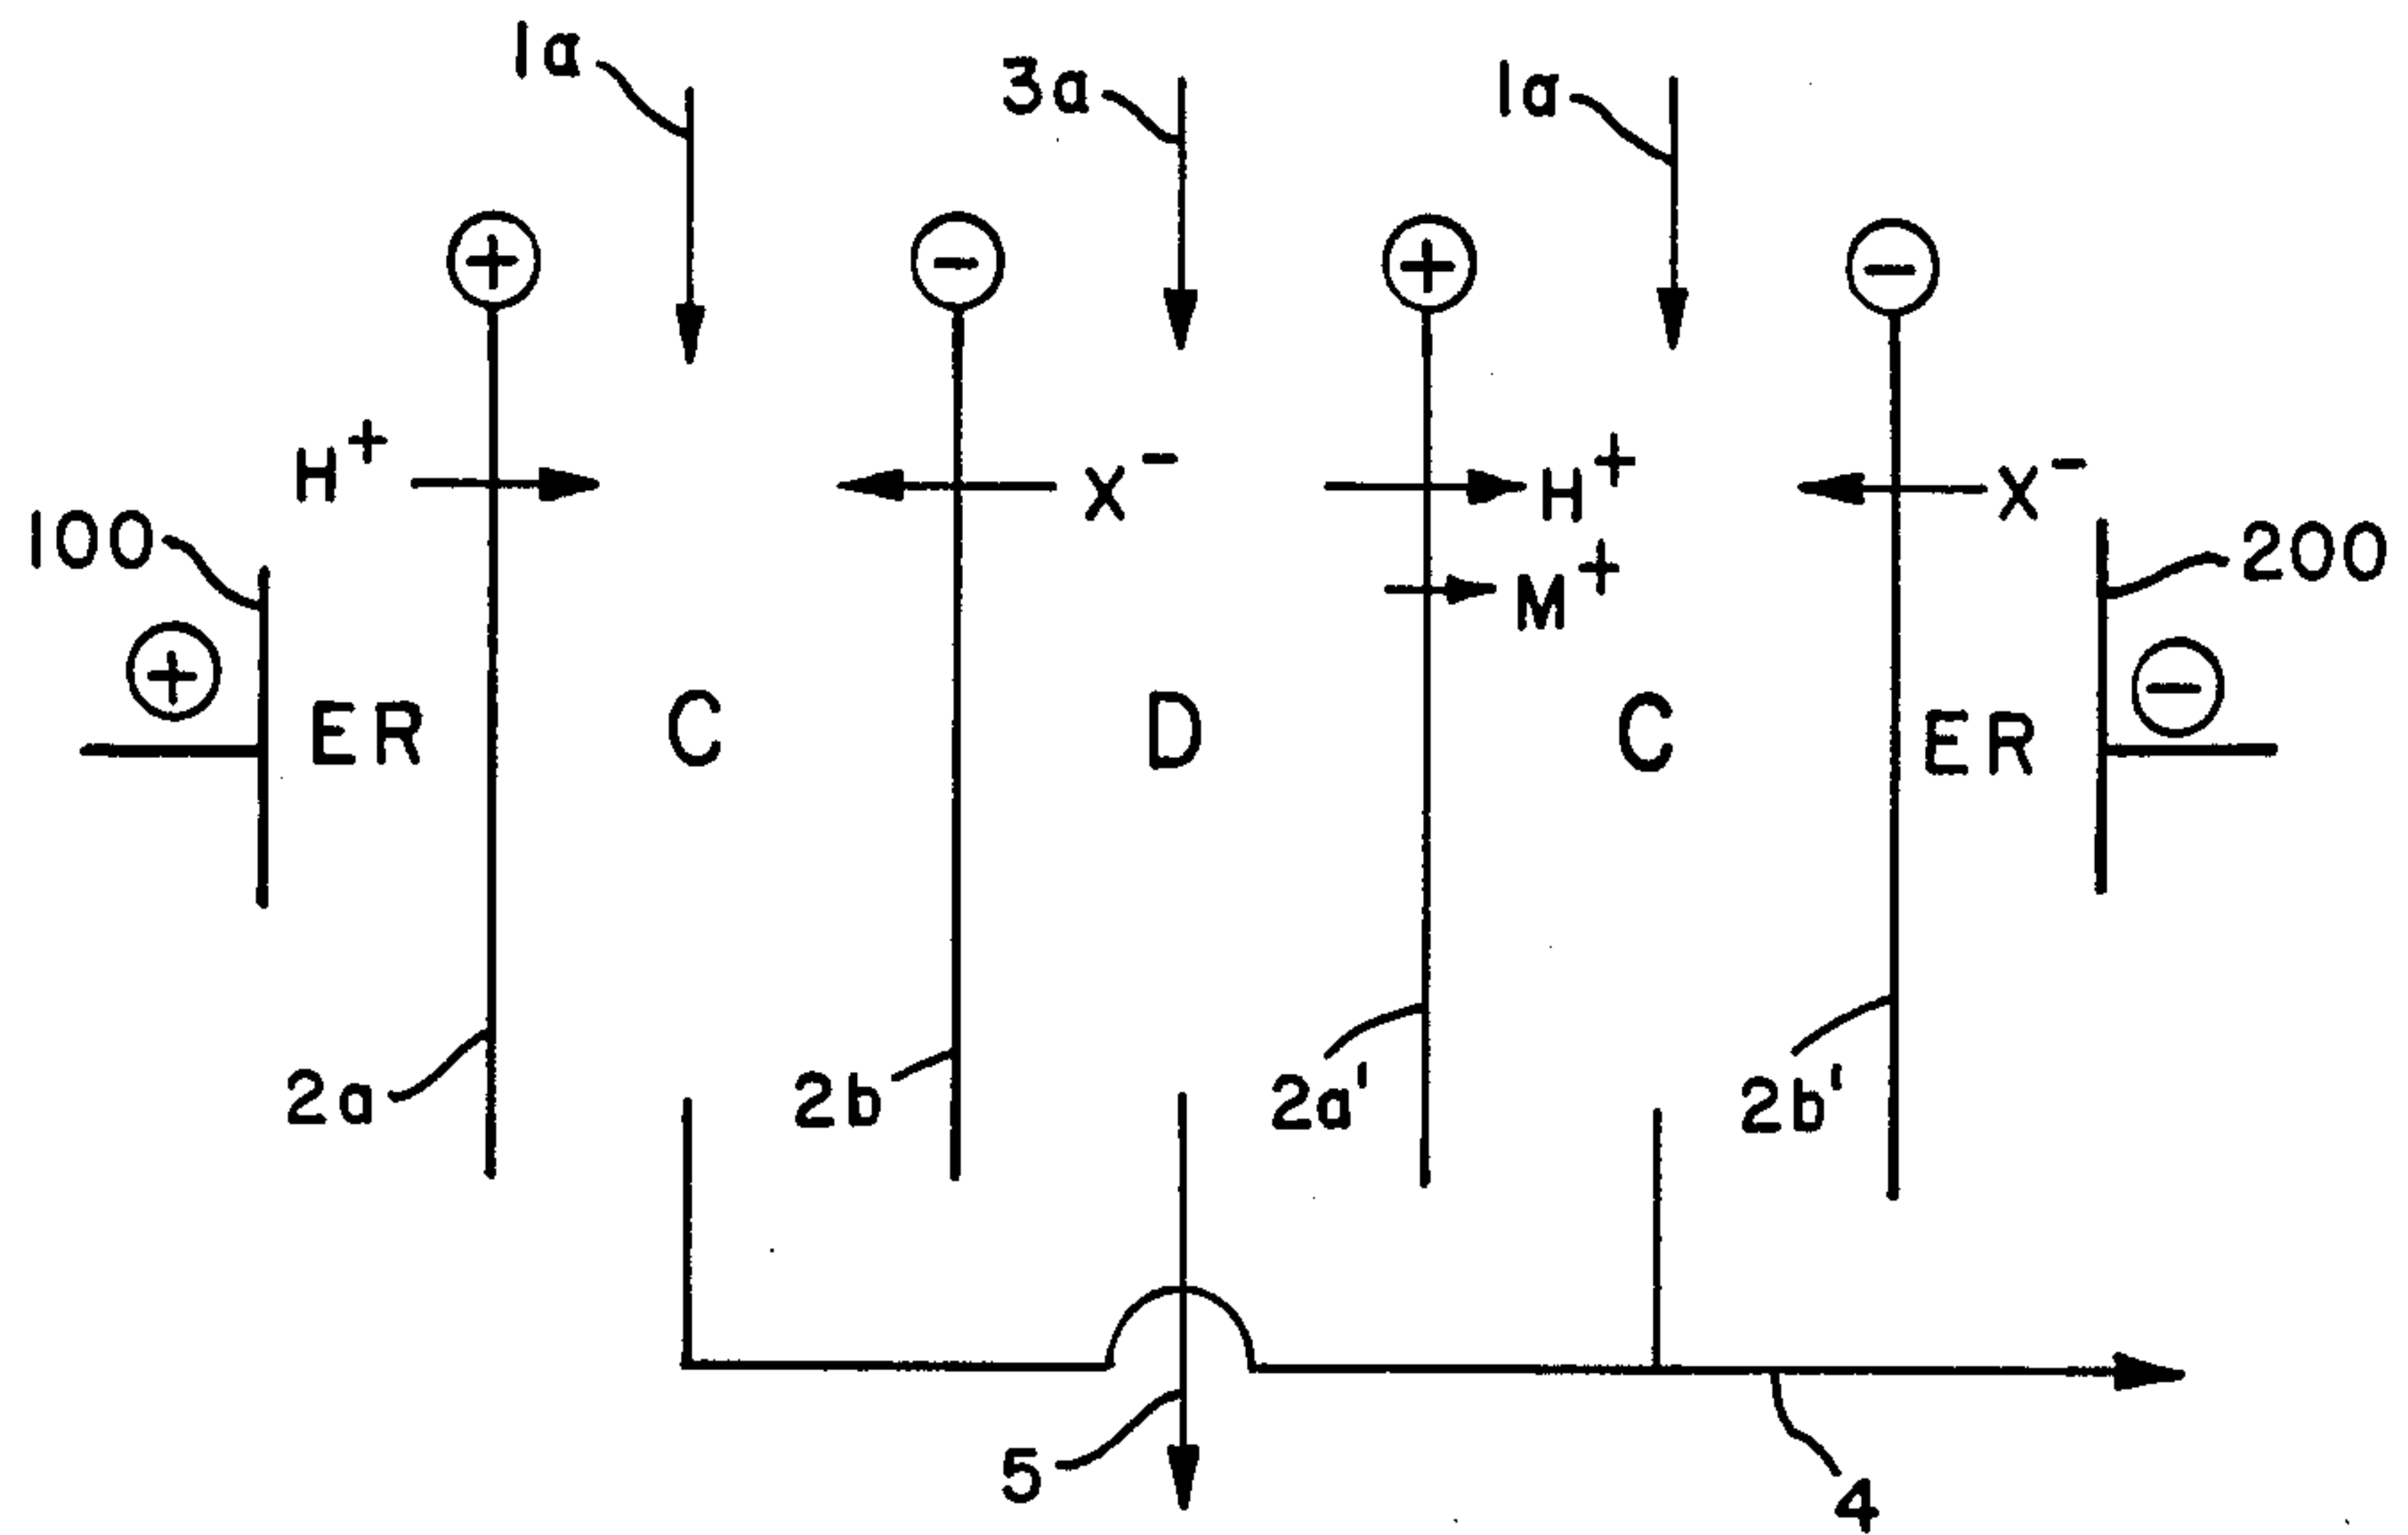 1a 3a 1a
+ - + -
H+ X- H+ X-
100 M+ 200
+ ER C D C ER -
2a 2b 2a' 2b'
5 4